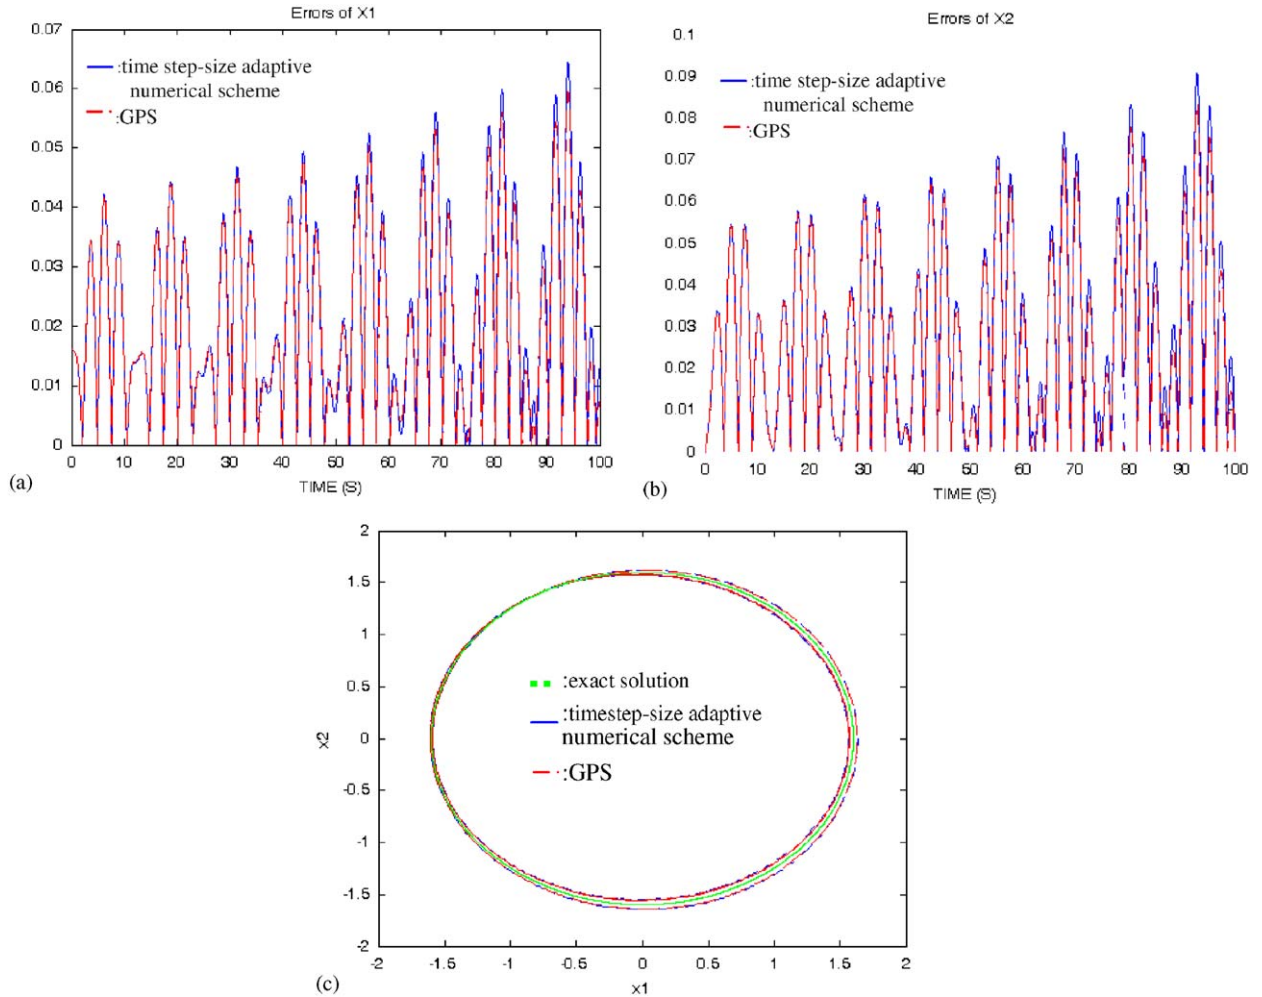 Errors of X1
0.07
0.06
0.05
0.04
0.03
0.02
0.01
0
:time step-size adaptive
numerical scheme
:GPS
0 10 20 30 40 50 60 70 80 90 100
TIME (S)
(a)
Errors of X2
0.1
0.09
0.08
0.07
0.06
0.05
0.04
0.03
0.02
0.01
0
:time step-size adaptive
numerical scheme
:GPS
0 10 20 30 40 50 60 70 80 90 100
TIME (S)
(b)
2
1.5
1
0.5
0
-0.5
-1
-1.5
-2
x2
:exact solution
:timestep-size adaptive
numerical scheme
:GPS
-2 -1.5 -1 -0.5 0 0.5 1 1.5 2
x1
(c)